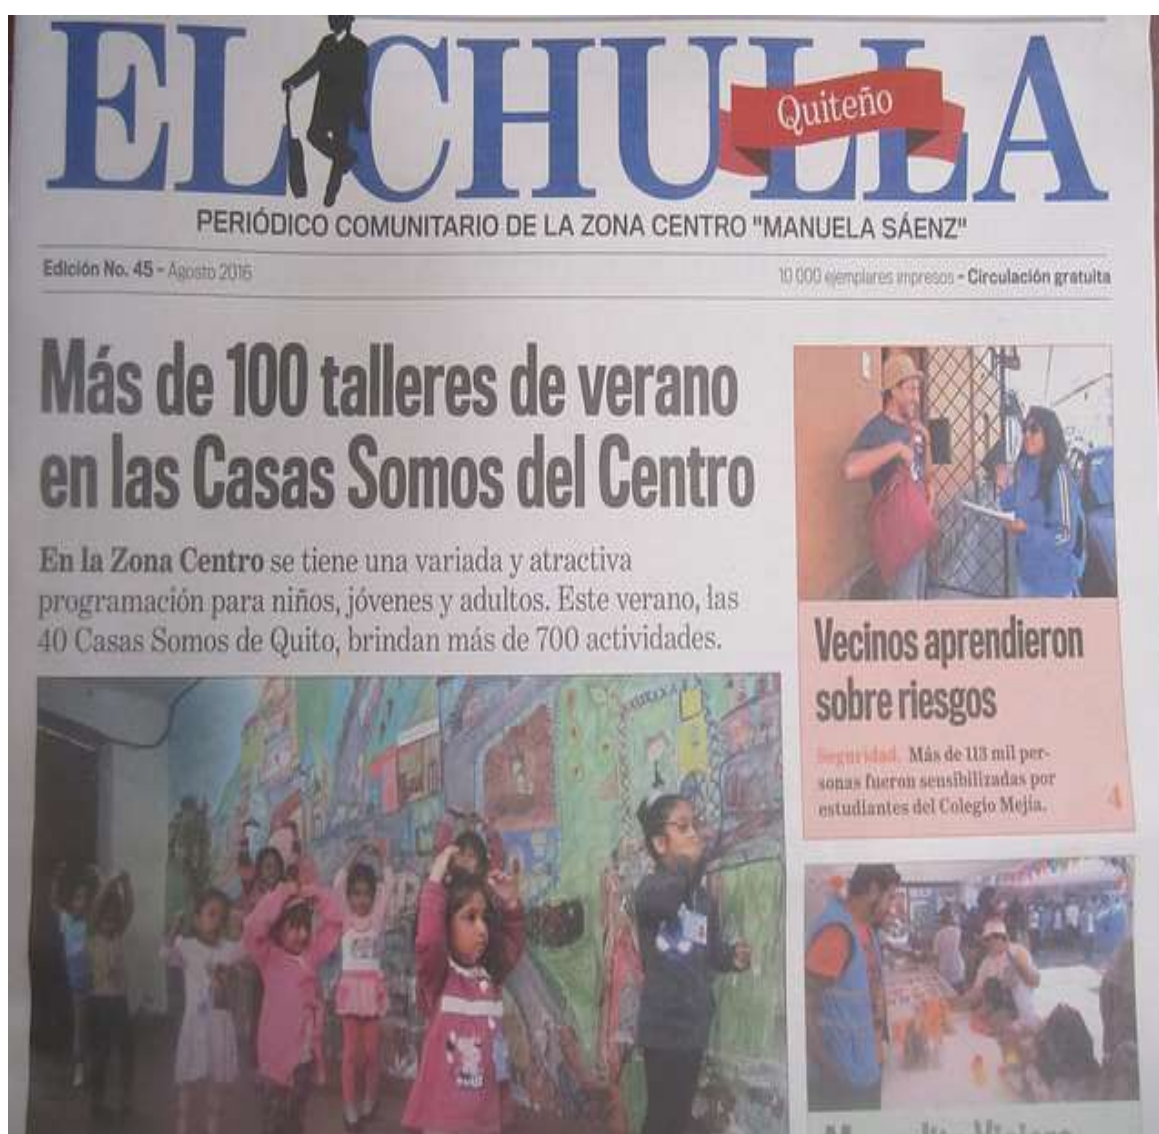 EL CHULLA
Quiteño
PERIÓDICO COMUNITARIO DE LA ZONA CENTRO "MANUELA SÁENZ"
Edición No. 45 - Agosto 2016
10 000 ejemplares impresos - Circulación gratuita
Más de 100 talleres de verano
en las Casas Somos del Centro
En la Zona Centro se tiene una variada y atractiva
programación para niños, jóvenes y adultos. Este verano, las
40 Casas Somos de Quito, brindan más de 700 actividades.
Vecinos aprendieron
sobre riesgos
Seguridad. Más de 113 mil per-
sonas fueron sensibilizadas por
estudiantes del Colegio Mejía.
4